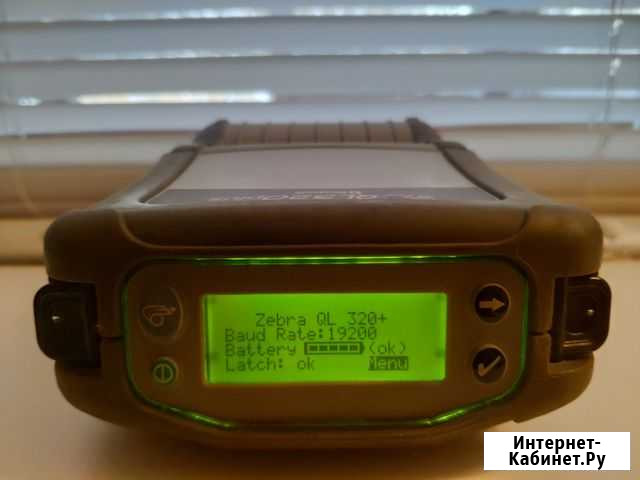 Zebra QL 320+
Baud Rate:19200
Battery (ok)
Latch: ok Menu
Интернет-
Кабинет.Ру